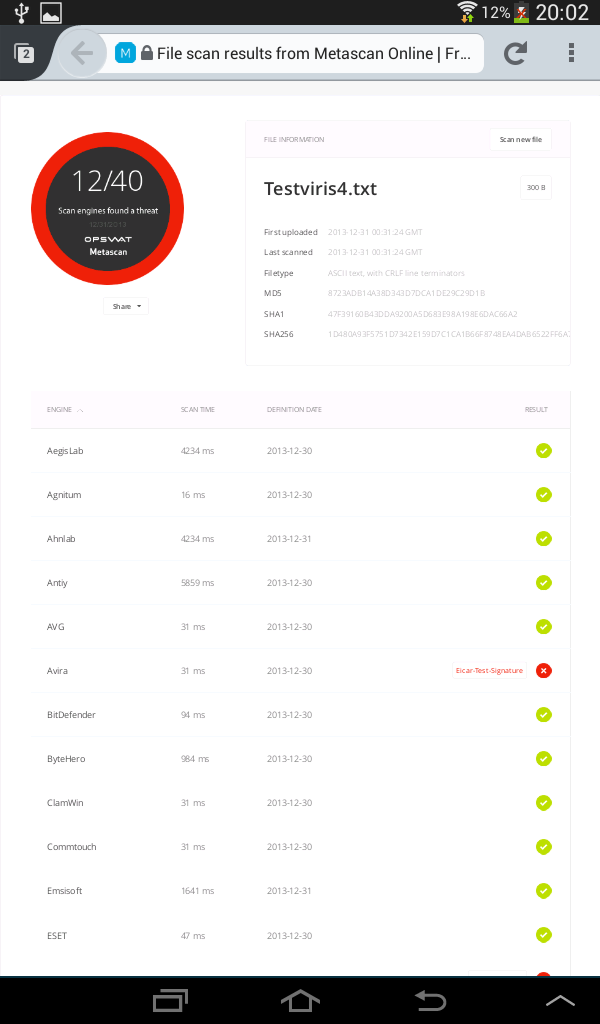 12% 20:02
2 M File scan results from Metascan Online | Fr...
12/40
Scan engines found a threat
12/31/2013
OPSWAT
Metascan
Share
FILE INFORMATION Scan new file
Testviris4.txt 300 B
First uploaded 2013-12-31 00:31:24 GMT
Last scanned 2013-12-31 00:31:24 GMT
Filetype ASCII text, with CRLF line terminators
MD5 8723ADB14A38D343D7DCA1DE29C29D1B
SHA1 47F39160B43DDA9200A5D683E98A198E6DAC66A2
SHA256 1D480A93F5751D7342E159D7C1CA1B66F8748EA4DAB6522FF6A
ENGINE SCAN TIME DEFINITION DATE RESULT
AegisLab 4234 ms 2013-12-30
Agnitum 16 ms 2013-12-30
Ahnlab 4234 ms 2013-12-31
Antiy 5859 ms 2013-12-30
AVG 31 ms 2013-12-30
Avira 31 ms 2013-12-30 Eicar-Test-Signature
BitDefender 94 ms 2013-12-30
ByteHero 984 ms 2013-12-30
ClamWin 31 ms 2013-12-30
Commtouch 31 ms 2013-12-30
Emsisoft 1641 ms 2013-12-31
ESET 47 ms 2013-12-30